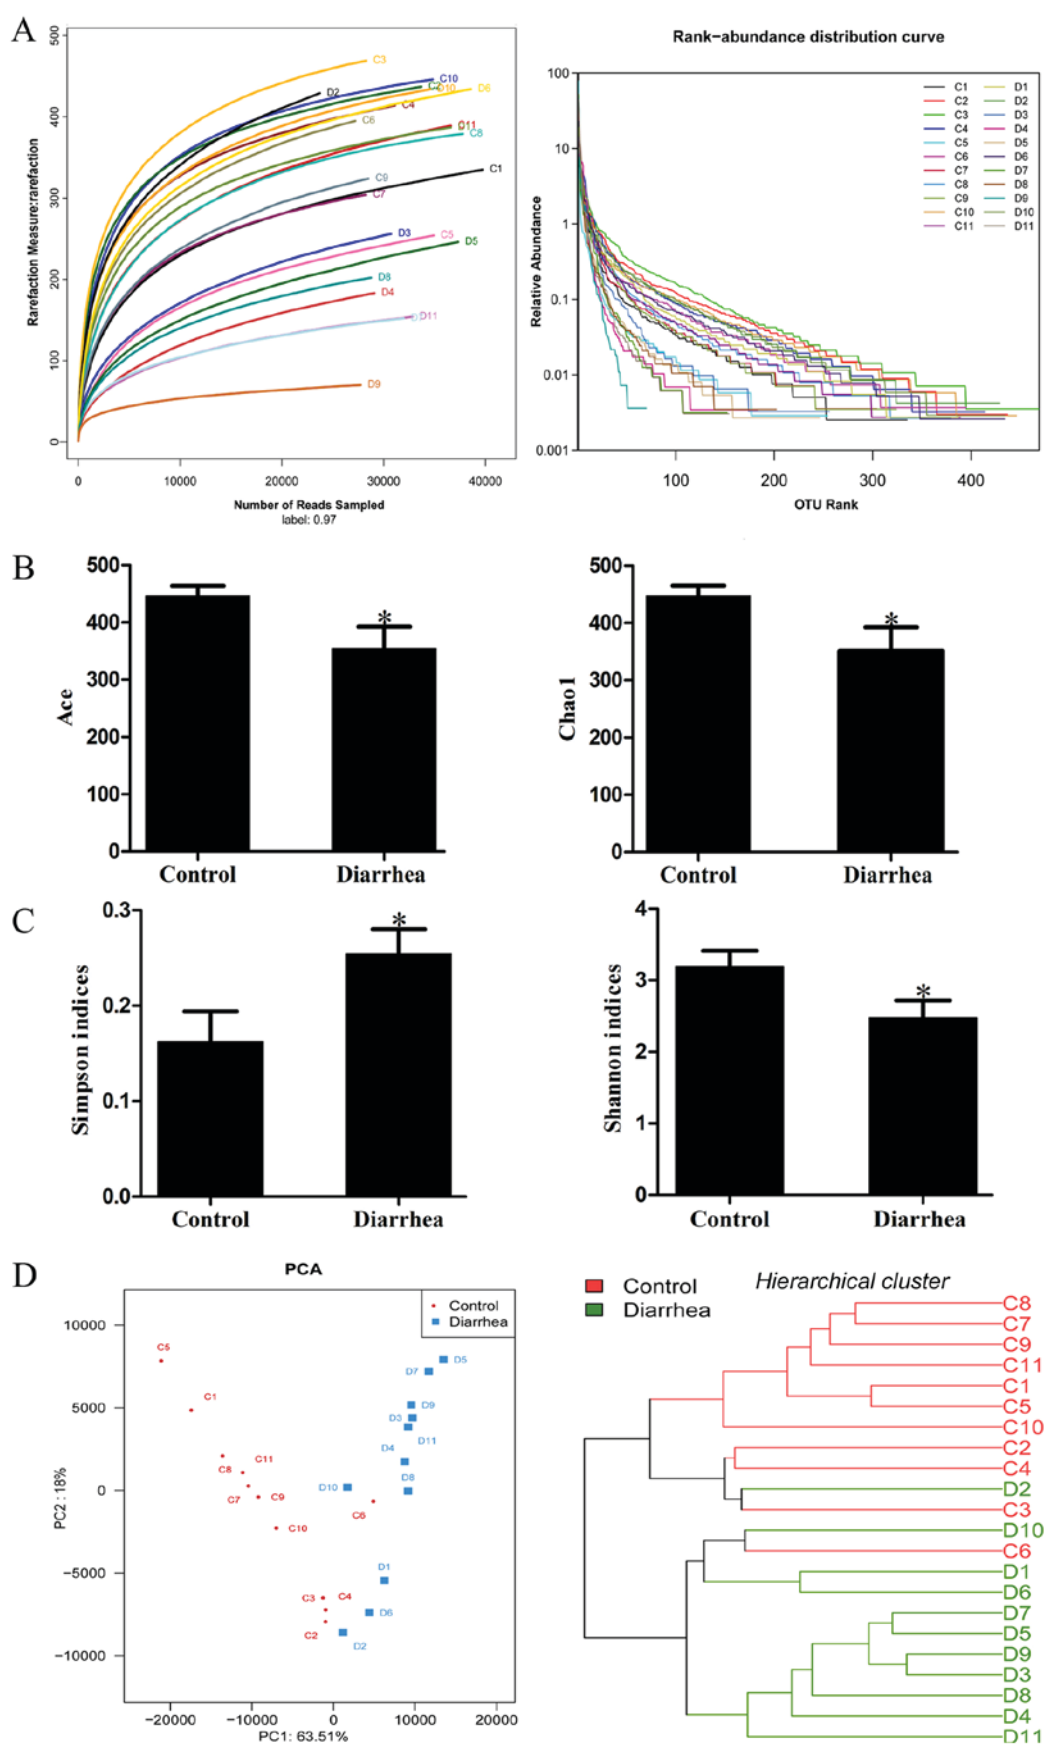 A
500
400
300
200
100
0
Rarefaction Measure:rarefaction
C3
C10
D2
C2
D10
D6
C4
C6
C11
C8
C1
C9
C7
D3
C5
D5
D8
D4
D11
D9
0 10000 20000 30000 40000
Number of Reads Sampled
label: 0.97
Rank−abundance distribution curve
100
10
1
0.1
0.01
0.001
Relative Abundance
C1 D1
C2 D2
C3 D3
C4 D4
C5 D5
C6 D6
C7 D7
C8 D8
C9 D9
C10 D10
C11 D11
100 200 300 400
OTU Rank
B
500
400
300
200
100
0
Ace
*
Control Diarrhea
500
400
300
200
100
0
Chao1
*
Control Diarrhea
C
0.3
0.2
0.1
0.0
Simpson indices
*
Control Diarrhea
4
3
2
1
0
Shannon indices
*
Control Diarrhea
D
PCA
Control
Diarrhea
10000
5000
0
−5000
−10000
PC2 : 18%
C5
D5
D7
C1
D9
D3
D11
C11
C8
D4
D8
C7
C9
D10
C6
C10
D1
C3
C4
D6
C2
D2
−20000 −10000 0 10000 20000
PC1: 63.51%
Control
Diarrhea
Hierarchical cluster
C8
C7
C9
C11
C1
C5
C10
C2
C4
D2
C3
D10
C6
D1
D6
D7
D5
D9
D3
D8
D4
D11